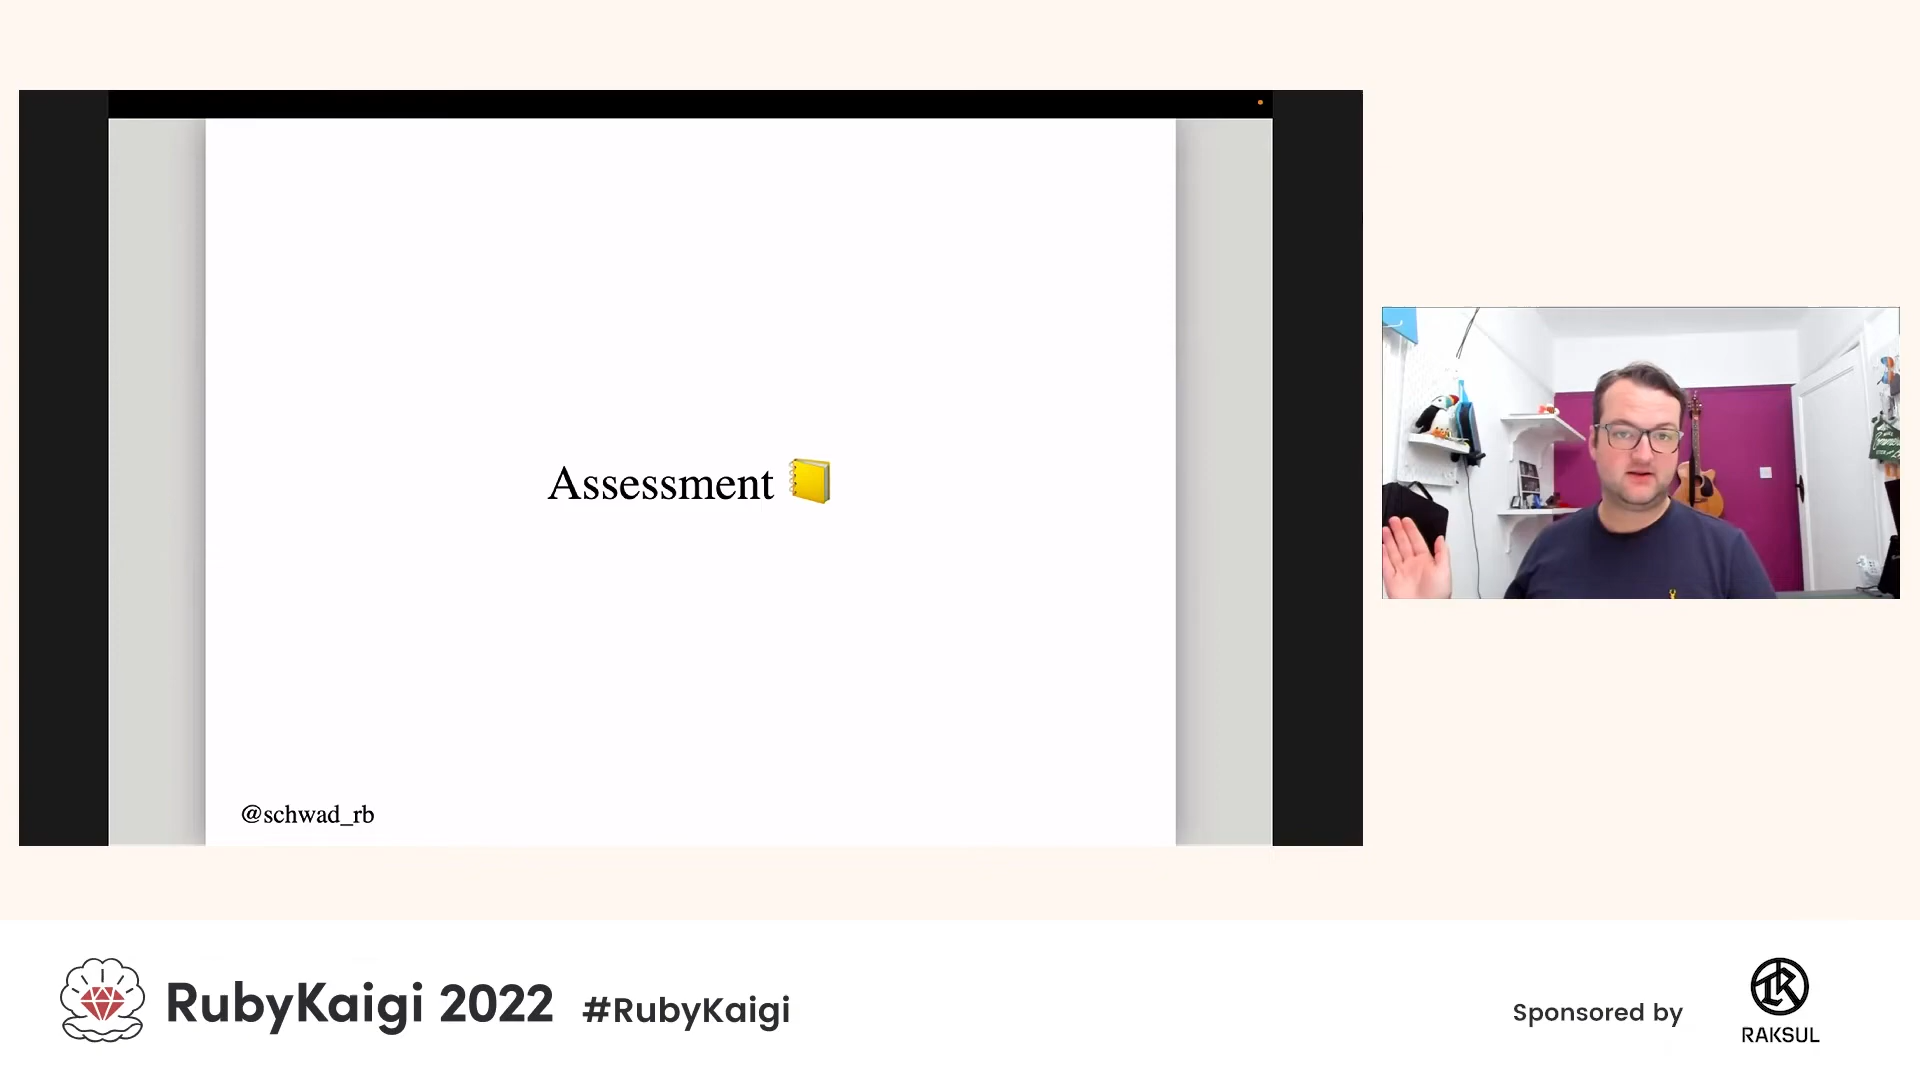 Assessment
@schwad_rb
RubyKaigi 2022 #RubyKaigi
Sponsored by
RAKSUL